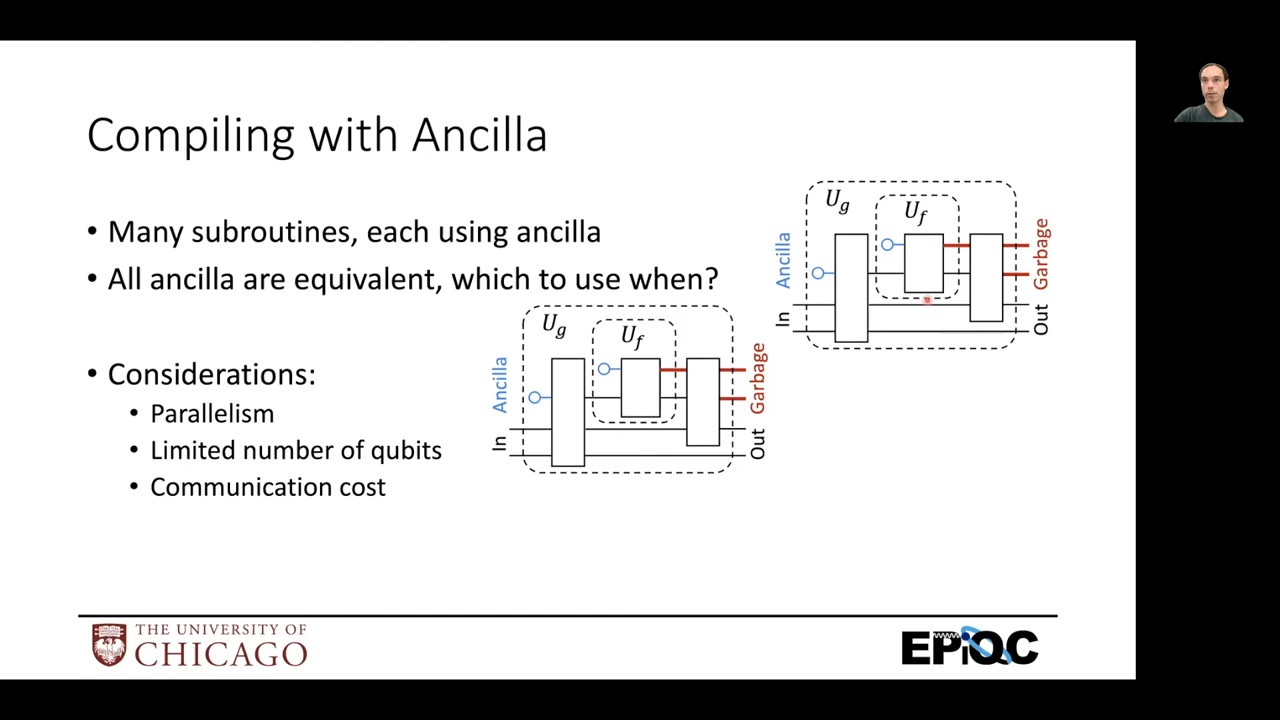 Compiling with Ancilla
• Many subroutines, each using ancilla
• All ancilla are equivalent, which to use when?
• Considerations:
• Parallelism
• Limited number of qubits
• Communication cost
U_g
U_f
Ancilla
In
Garbage
Out
U_g
U_f
Ancilla
In
Garbage
Out
THE UNIVERSITY OF
CHICAGO
EPiQC